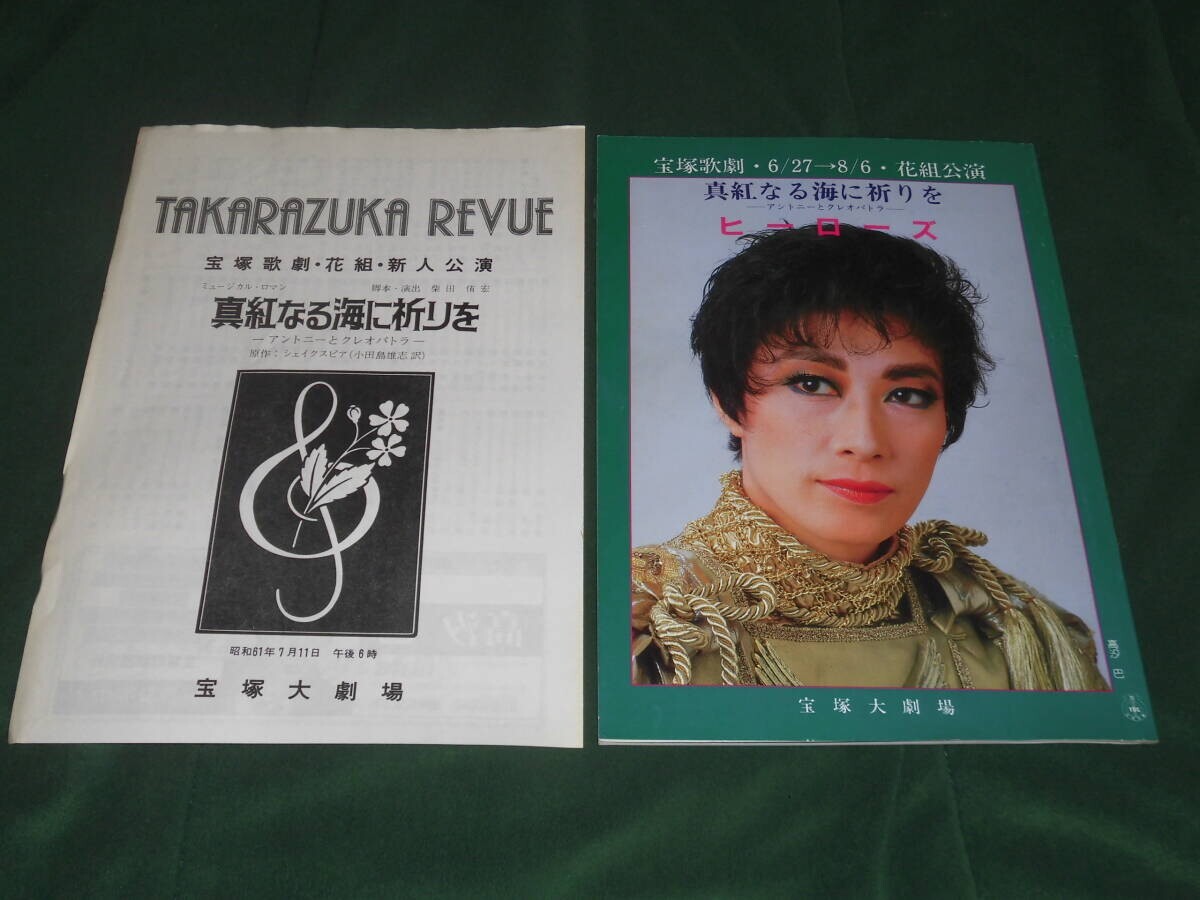 TAKARAZUKA REVUE
宝塚歌劇・花組・新人公演
ミュージカル・ロマン 脚本・演出 柴田侑宏
真紅なる海に祈りを
―アントニーとクレオパトラ―
原作：シェイクスピア（小田島雄志訳）
昭和61年7月11日 午後6時
宝塚大劇場
宝塚歌劇・6/27→8/6・花組公演
真紅なる海に祈りを
―アントニーとクレオパトラ―
ヒーローズ
高汐巴
宝塚大劇場